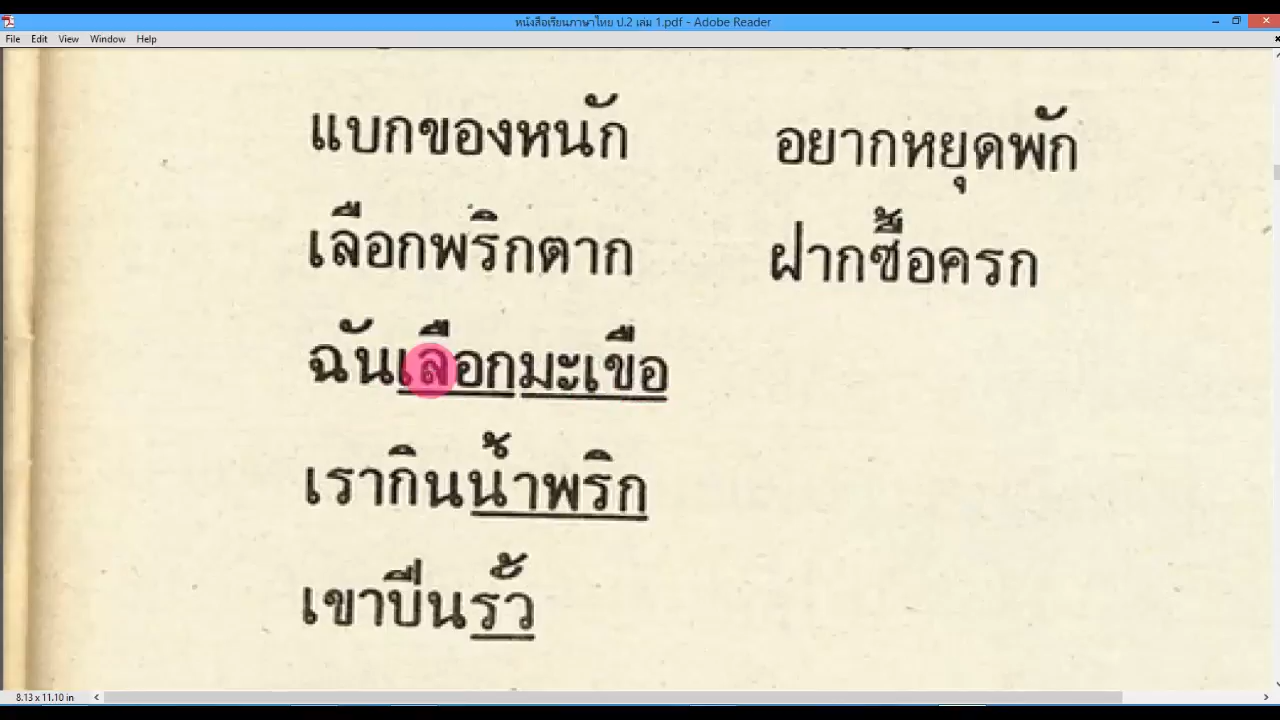 หนังสือเรียนภาษาไทย ป.2 เล่ม 1.pdf - Adobe Reader
File Edit View Window Help
แบกของหนัก อยากหยุดพัก
เลือกพริกตาก ฝากซื้อครก
ฉันเลือกมะเขือ
เรากินน้ำพริก
เขาปีนรั้ว
8.13 x 11.10 in